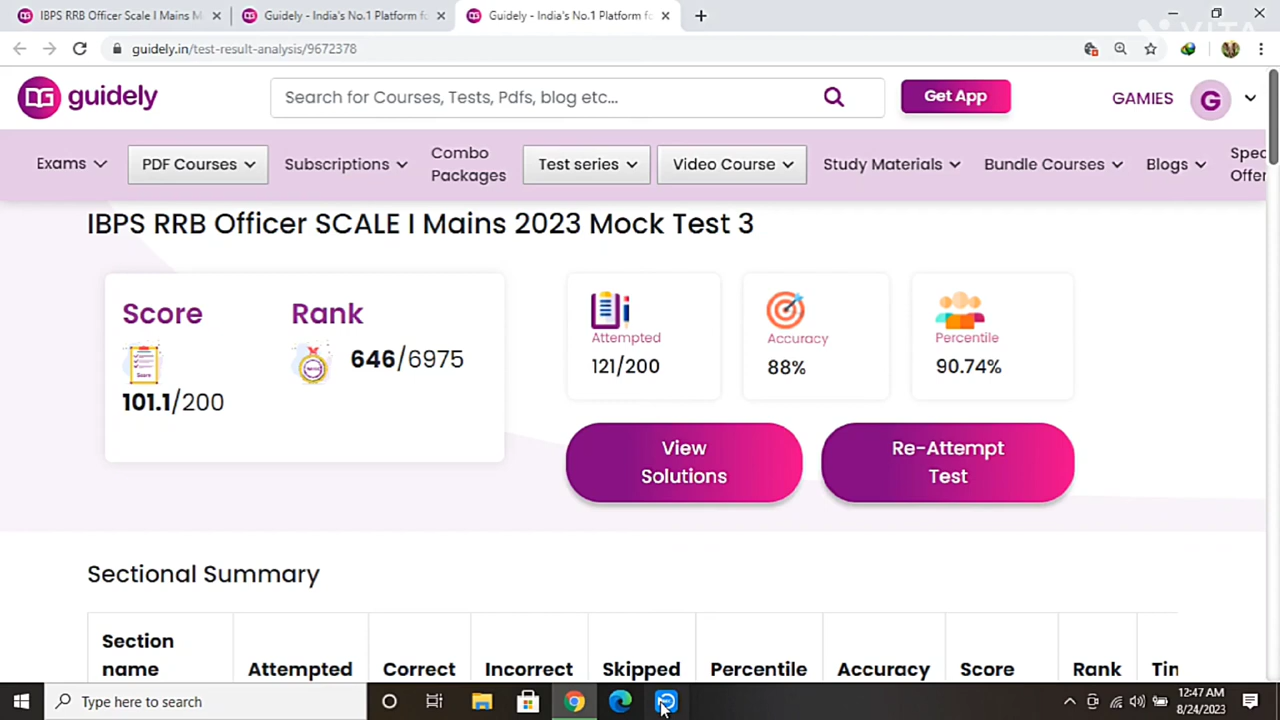 IBPS RRB Officer Scale I Mains M
Guidely - India's No.1 Platform for
Guidely - India's No.1 Platform fo
guidely.in/test-result-analysis/9672378
VITA
guidely
Search for Courses, Tests, Pdfs, blog etc...
Get App
GAMIES
G
Exams
PDF Courses
Subscriptions
Combo
Packages
Test series
Video Course
Study Materials
Bundle Courses
Blogs
Spec
Offer
IBPS RRB Officer SCALE I Mains 2023 Mock Test 3
Score
Rank
646/6975
101.1/200
Attempted
121/200
Accuracy
88%
Percentile
90.74%
View
Solutions
Re-Attempt
Test
Sectional Summary
Section
name
Attempted
Correct
Incorrect
Skipped
Percentile
Accuracy
Score
Rank
Tin
Type here to search
12:47 AM
8/24/2023